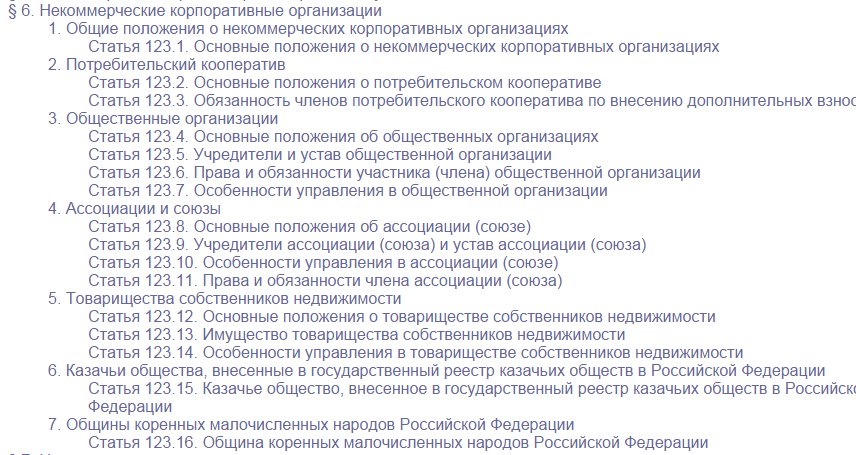 § 6. Некоммерческие корпоративные организации
1. Общие положения о некоммерческих корпоративных организациях
Статья 123.1. Основные положения о некоммерческих корпоративных организациях
2. Потребительский кооператив
Статья 123.2. Основные положения о потребительском кооперативе
Статья 123.3. Обязанность членов потребительского кооператива по внесению дополнительных взнос
3. Общественные организации
Статья 123.4. Основные положения об общественных организациях
Статья 123.5. Учредители и устав общественной организации
Статья 123.6. Права и обязанности участника (члена) общественной организации
Статья 123.7. Особенности управления в общественной организации
4. Ассоциации и союзы
Статья 123.8. Основные положения об ассоциации (союзе)
Статья 123.9. Учредители ассоциации (союза) и устав ассоциации (союза)
Статья 123.10. Особенности управления в ассоциации (союзе)
Статья 123.11. Права и обязанности члена ассоциации (союза)
5. Товарищества собственников недвижимости
Статья 123.12. Основные положения о товариществе собственников недвижимости
Статья 123.13. Имущество товарищества собственников недвижимости
Статья 123.14. Особенности управления в товариществе собственников недвижимости
6. Казачьи общества, внесенные в государственный реестр казачьих обществ в Российской Федерации
Статья 123.15. Казачье общество, внесенное в государственный реестр казачьих обществ в Российско
Федерации
7. Общины коренных малочисленных народов Российской Федерации
Статья 123.16. Община коренных малочисленных народов Российской Федерации